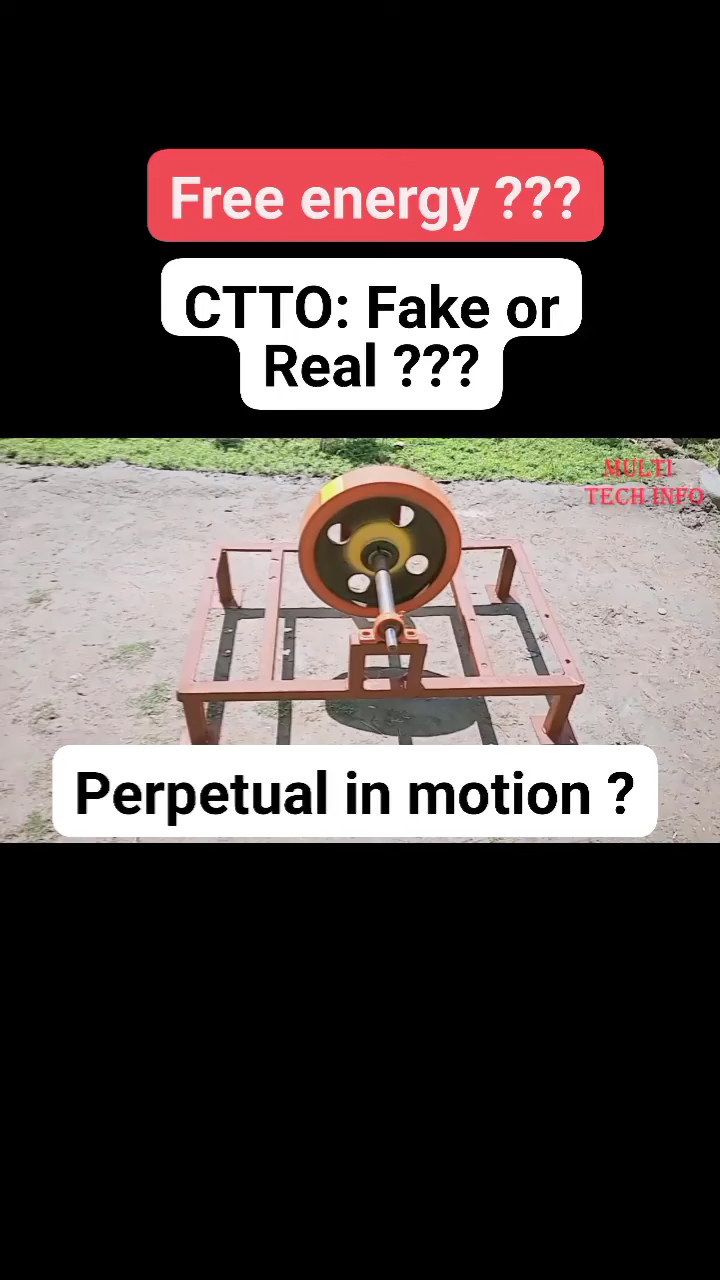 Free energy ???
CTTO: Fake or
Real ???
MULTI
TECH INFO
Perpetual in motion ?